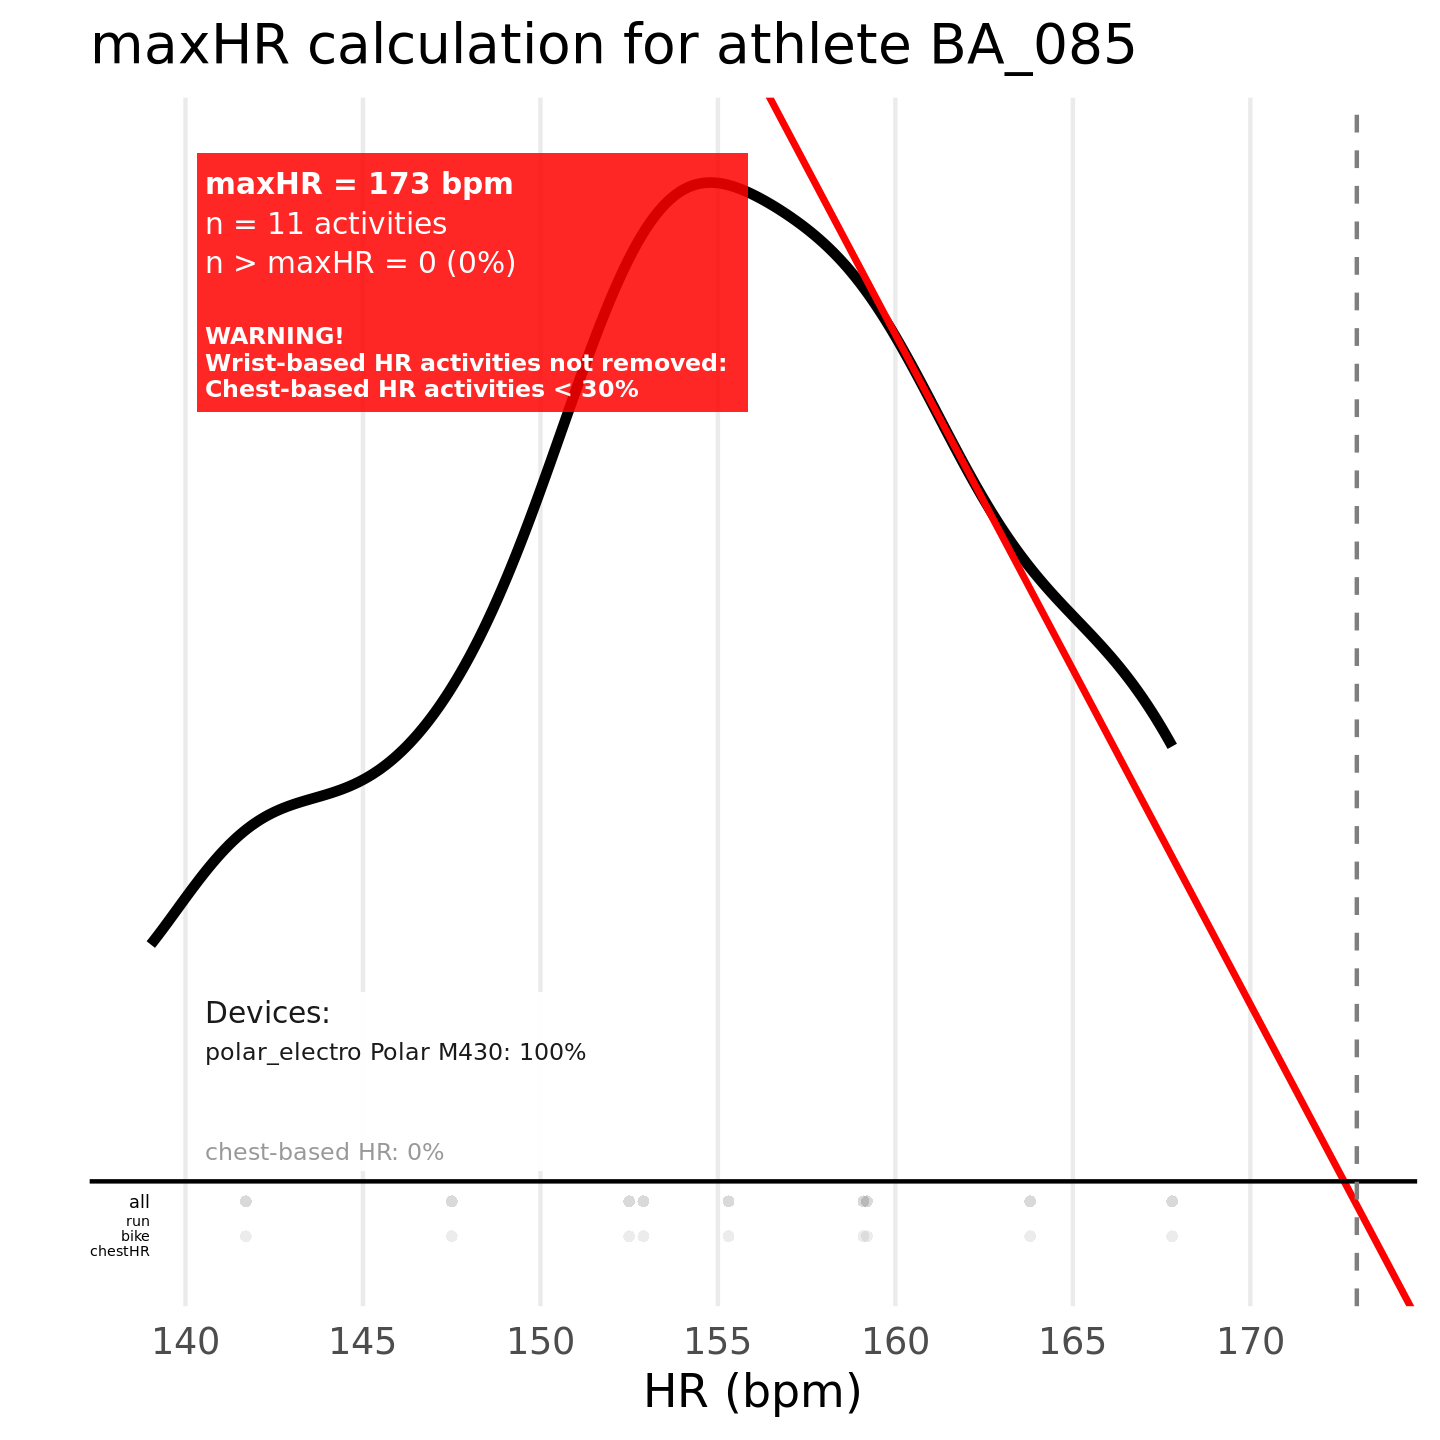 maxHR calculation for athlete BA_085
maxHR = 173 bpm
n = 11 activities
n > maxHR = 0 (0%)
WARNING!
Wrist-based HR activities not removed:
Chest-based HR activities < 30%
Devices:
polar_electro Polar M430: 100%
chest-based HR: 0%
all
run
bike
chestHR
140 145 150 155 160 165 170
HR (bpm)